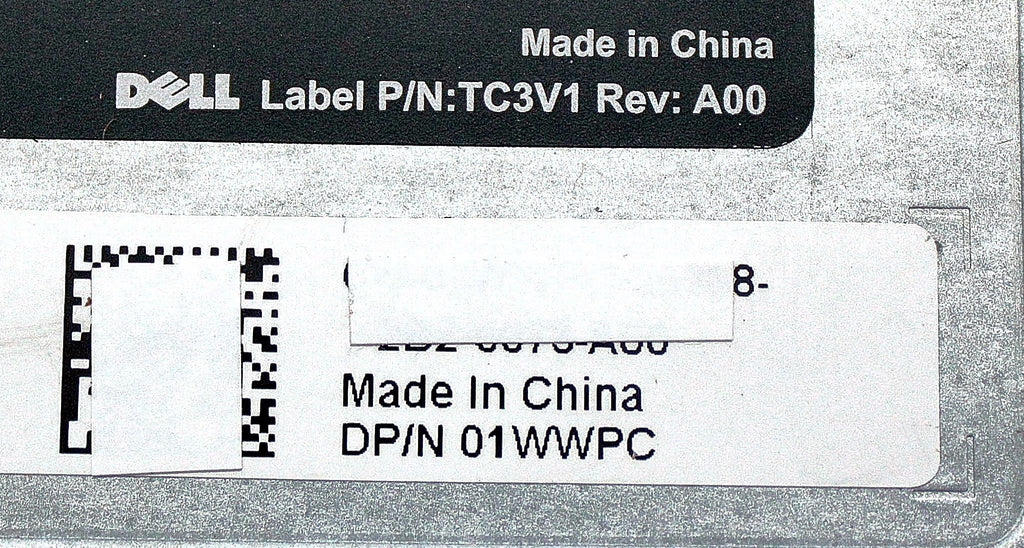 Made in China
DELL Label P/N:TC3V1 Rev: A00
8-
Made In China
DP/N 01WWPC